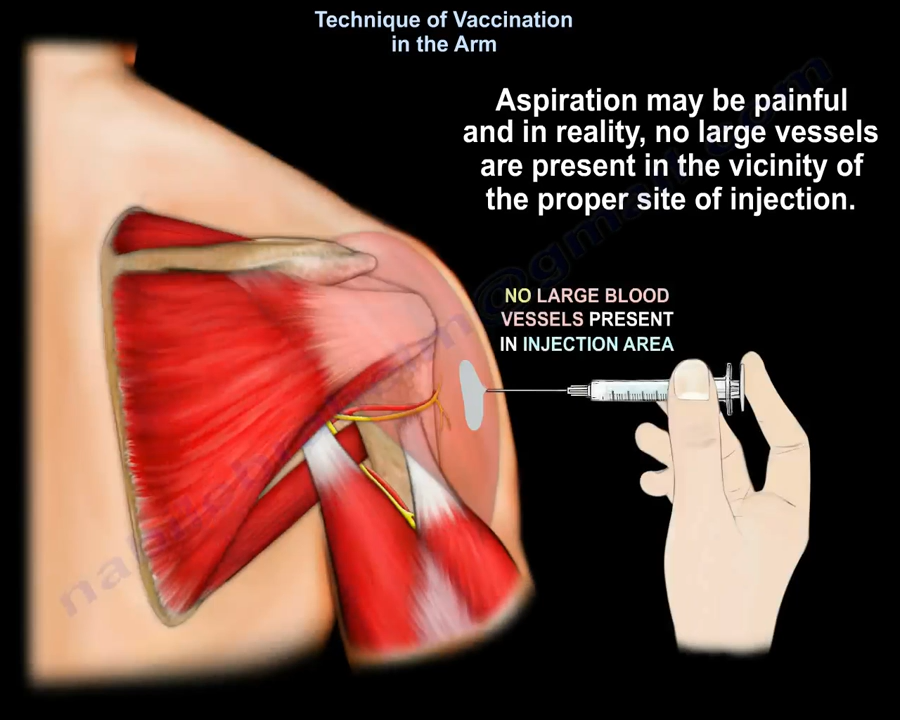 Technique of Vaccination
in the Arm
Aspiration may be painful
and in reality, no large vessels
are present in the vicinity of
the proper site of injection.
NO LARGE BLOOD
VESSELS PRESENT
IN INJECTION AREA